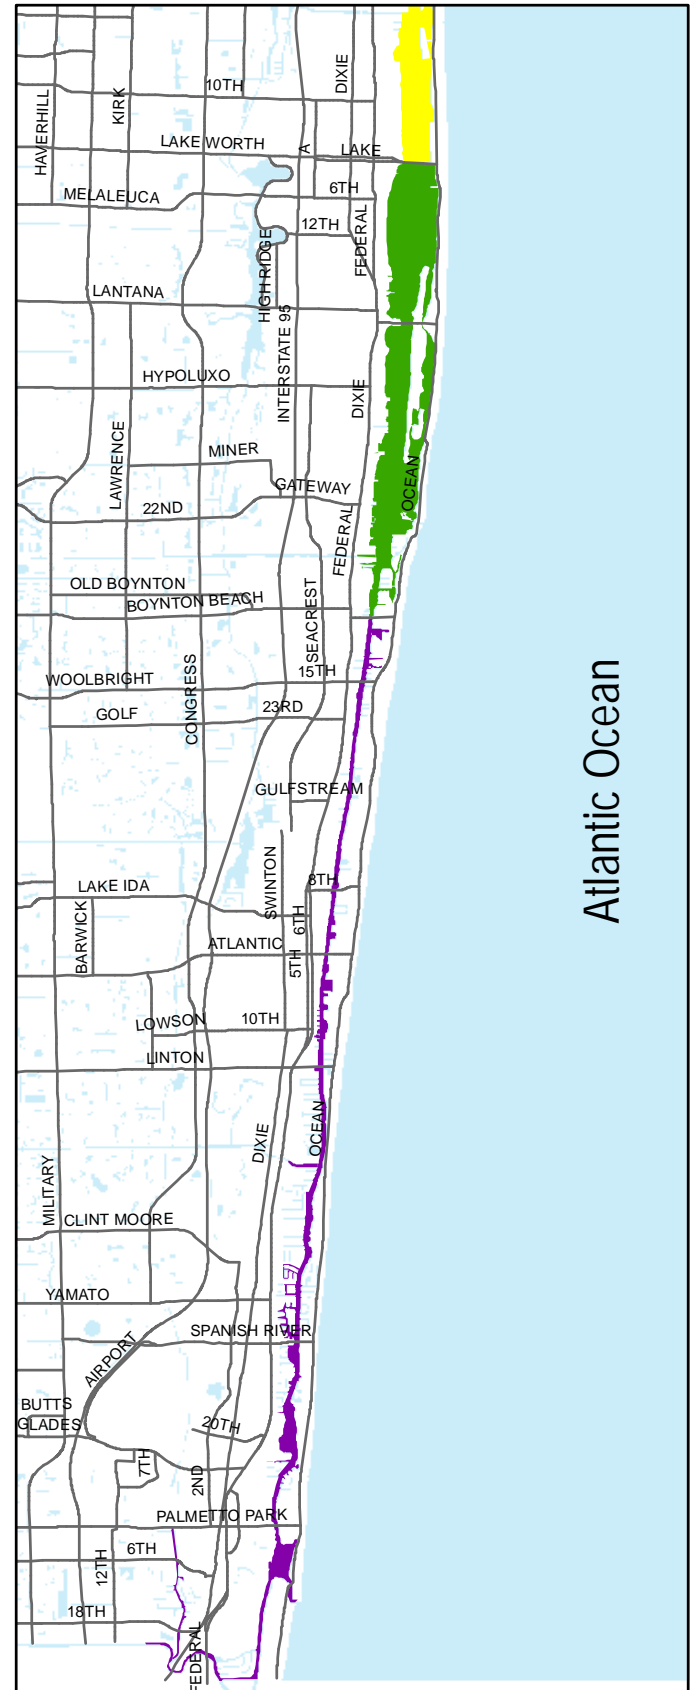 DIXIE
10TH
KIRK
HAVERHILL
LAKE WORTH
A
LAKE
MELALEUCA
6TH
12TH
FEDERAL
HIGH RIDGE
LANTANA
INTERSTATE 95
HYPOLUXO
DIXIE
LAWRENCE
MINER
GATEWAY
OCEAN
22ND
FEDERAL
OLD BOYNTON
BOYNTON BEACH
SEACREST
15TH
WOOLBRIGHT
CONGRESS
23RD
GOLF
Atlantic Ocean
GULFSTREAM
SWINTON
8TH
LAKE IDA
BARWICK
6TH
ATLANTIC
5TH
LOWSON
10TH
LINTON
DIXIE
OCEAN
MILITARY
CLINT MOORE
YAMATO
SPANISH RIVER
AIRPORT
BUTTS
GLADES
20TH
7TH
2ND
PALMETTO PARK
6TH
12TH
18TH
FEDERAL